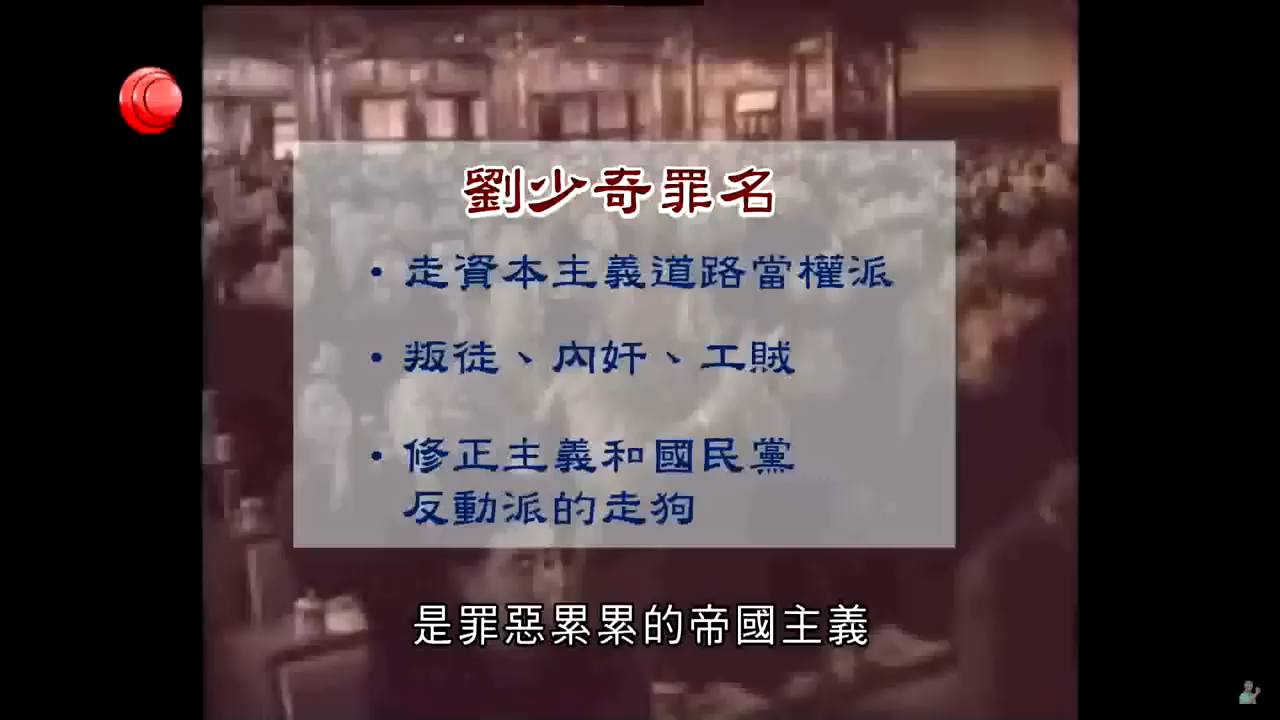 劉少奇罪名
• 走資本主義道路當權派
• 叛徒、內奸、工賊
• 修正主義和國民黨
反動派的走狗
是罪惡累累的帝國主義